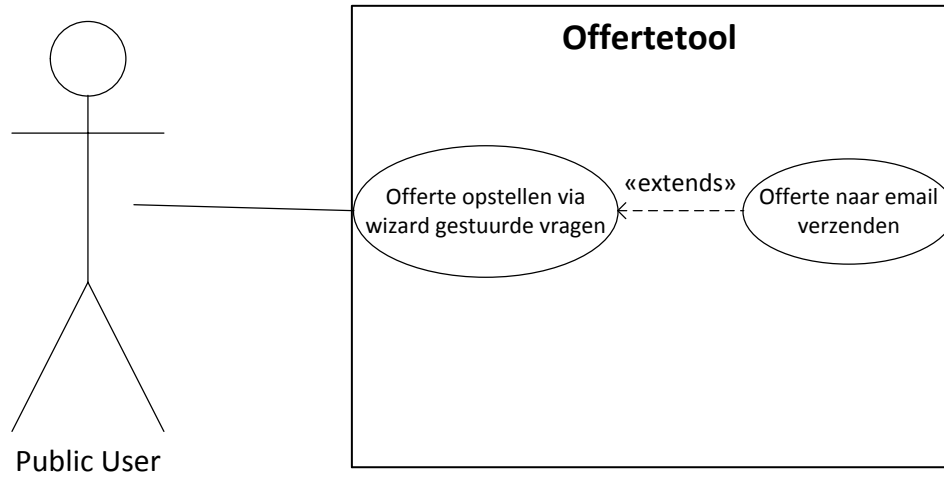 Offertetool
Offerte opstellen via
wizard gestuurde vragen
«extends»
Offerte naar email
verzenden
Public User